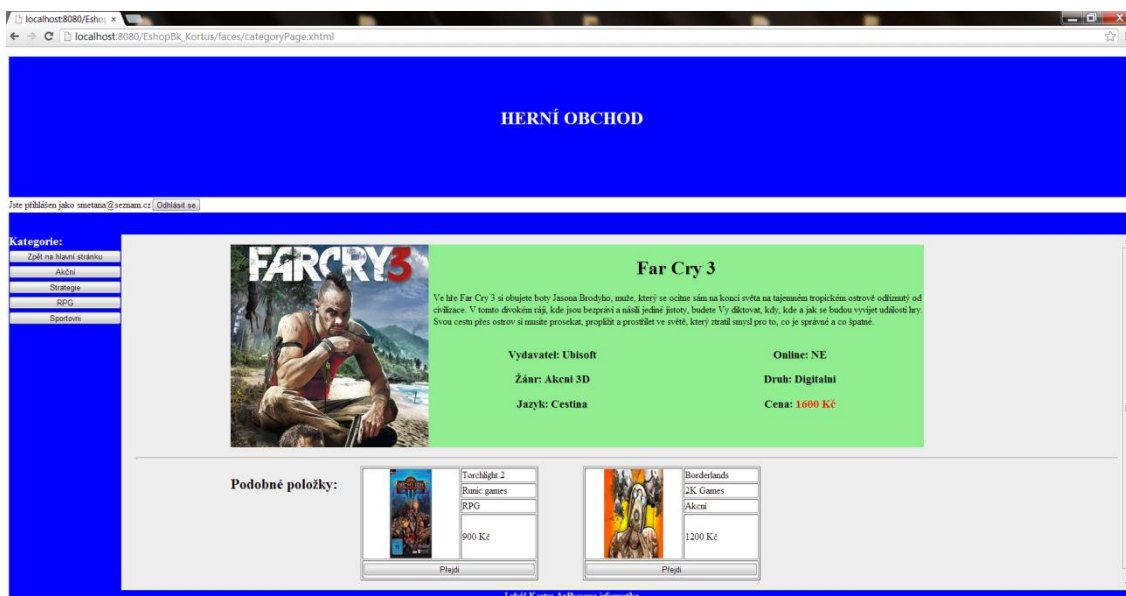 localhost:8080/Eshop ×
localhost:8080/EshopBk_Kortus/faces/categoryPage.xhtml
HERNÍ OBCHOD
Jste přihlášen jako smetana@seznam.cz Odhlásit se
Kategorie:
Zpět na hlavní stránku
Akční
Strategie
RPG
Sportovní
FARCRY3
Far Cry 3
Ve hře Far Cry 3 si obujete boty Jasona Brodyho, muže, který se ocitne sám na konci světa na tajemném tropickém ostrově odříznutý od
civilizace. V tomto divokém ráji, kde jsou bezpráví a násilí jediné jistoty, budete Vy diktovat, kdy, kde a jak se budou vyvíjet události hry.
Svou cestu přes ostrov si musíte prosekat, proplížit a prostřílet ve světě, který ztratil smysl pro to, co je správné a co špatné.
Vydavatel: Ubisoft
Online: NE
Žánr: Akcni 3D
Druh: Digitalni
Jazyk: Cestina
Cena: 1600 Kč
Podobné položky:
Torchlight 2
Runic games
RPG
900 Kč
Přejdi
Borderlands
2K Games
Akcni
1200 Kč
Přejdi
Lukáš Kortus Aplikovana informatika